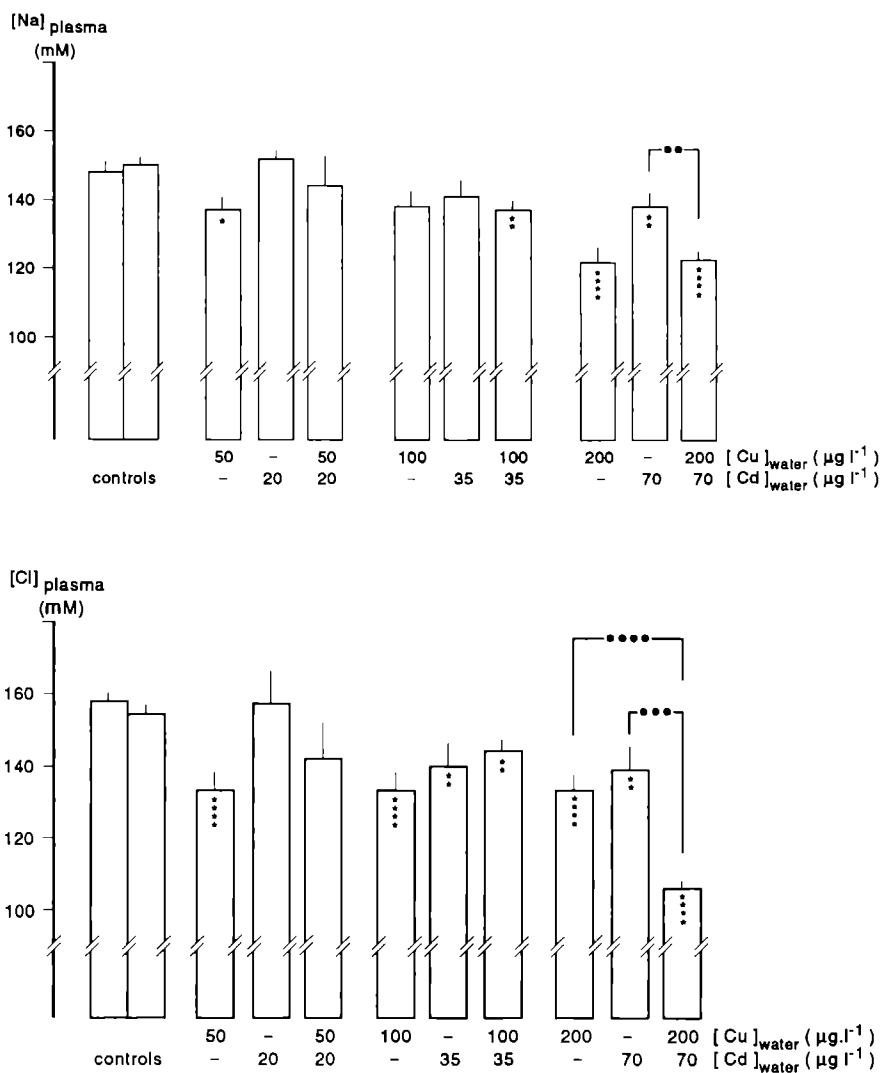 [Na] plasma
(mM)
160
140
120
100
50 – 50 100 – 100 200 – 200 [ Cu ]water ( µg l-1 )
controls – 20 20 – 35 35 – 70 70 [ Cd ]water ( µg l-1 )
[Cl] plasma
(mM)
160
140
120
100
50 – 50 100 – 100 200 – 200 [ Cu ]water ( µg.l-1 )
controls – 20 20 – 35 35 – 70 70 [ Cd ]water ( µg l-1 )